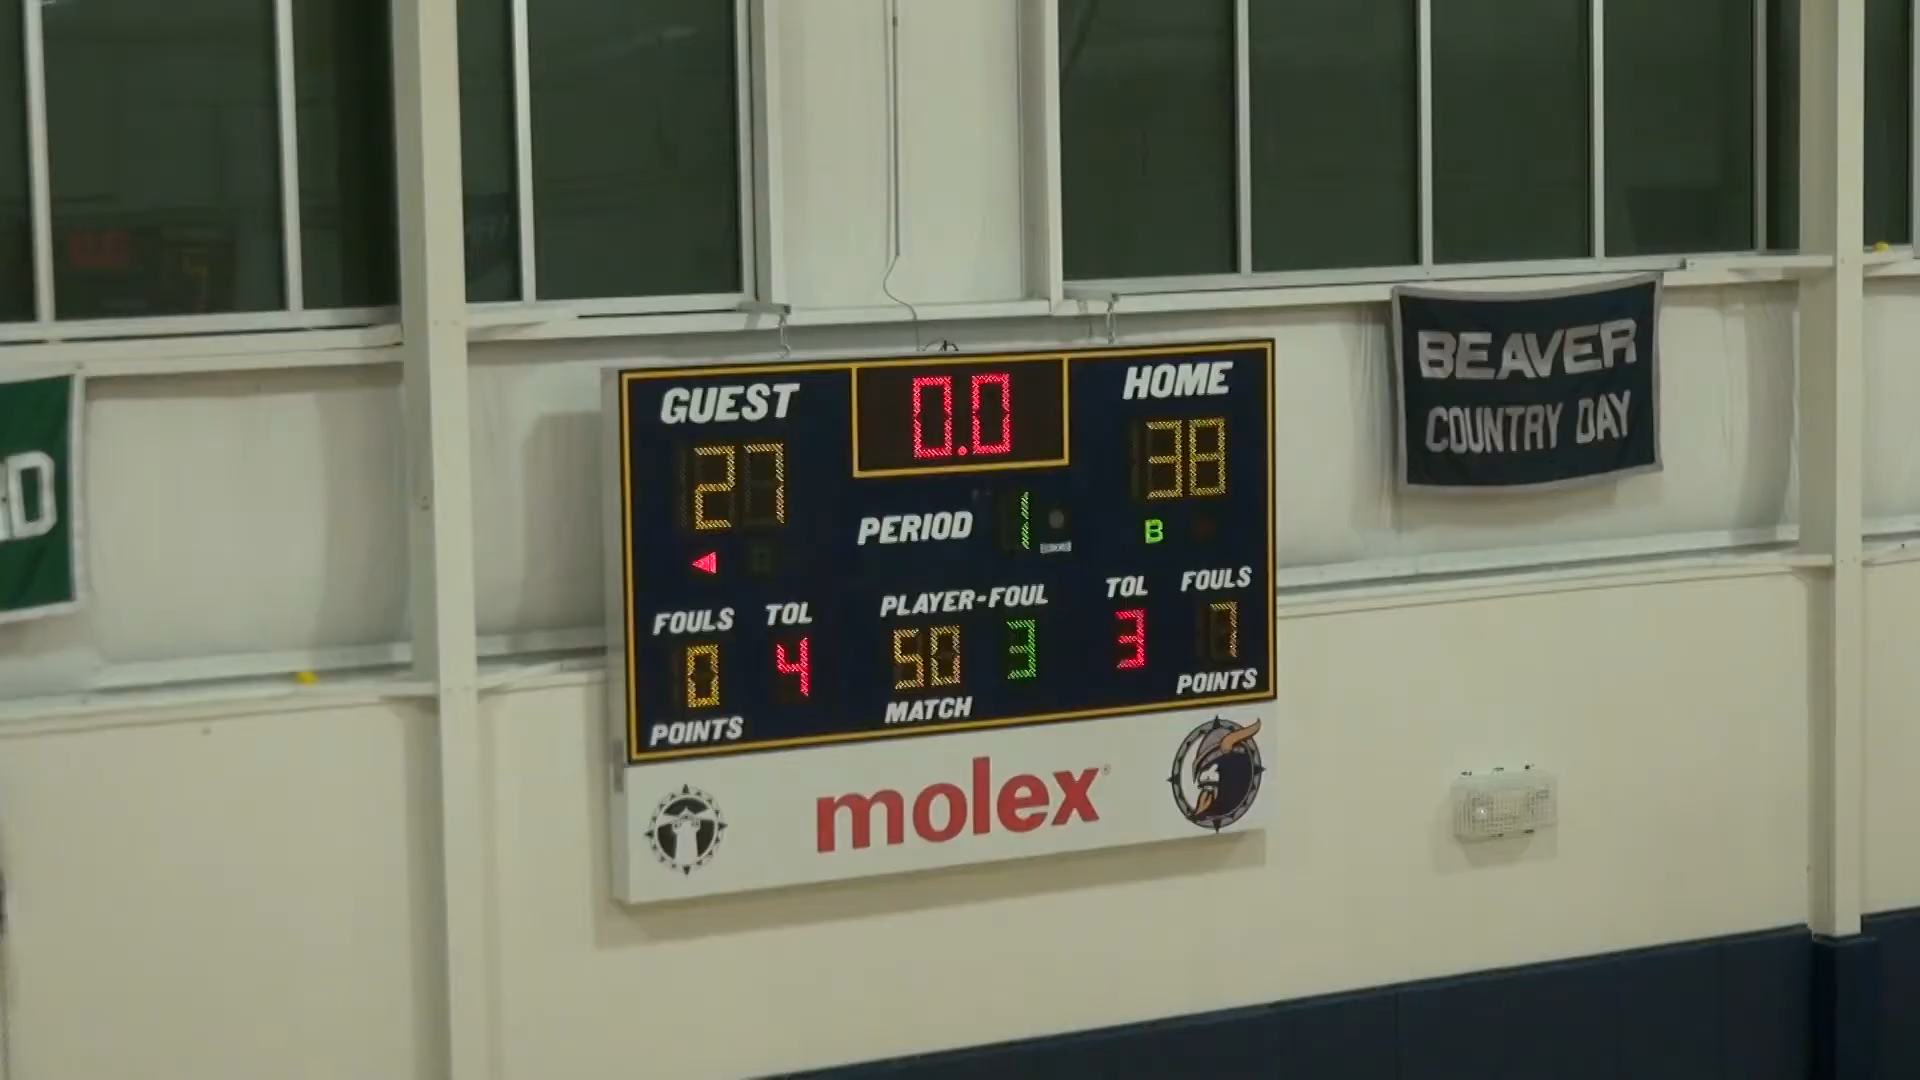 GUEST
0.0
HOME
27
38
PERIOD 1
B
FOULS TOL PLAYER-FOUL TOL FOULS
0 4 50 3 3 7
POINTS MATCH POINTS
molex
BEAVER
COUNTRY DAY